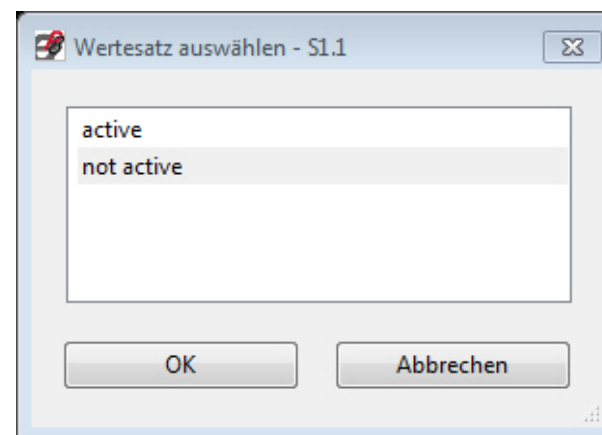 Wertesatz auswählen - S1.1
active
not active
OK
Abbrechen